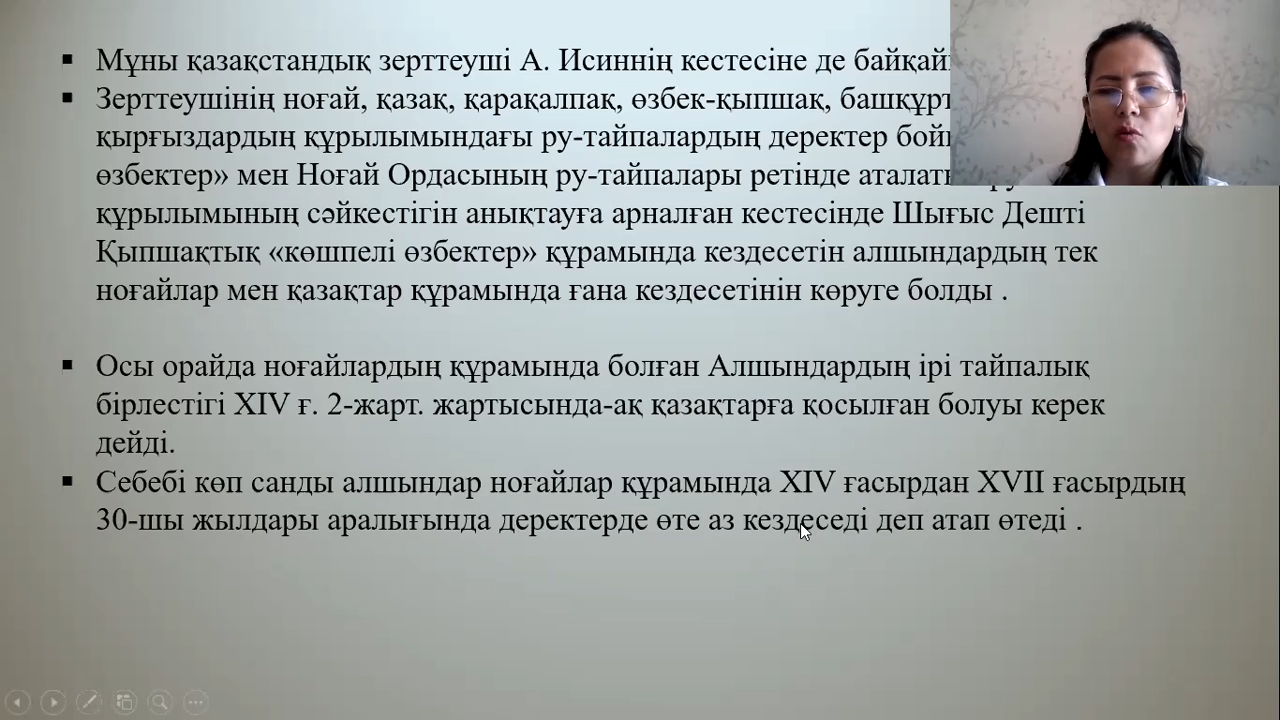 Мұны қазақстандық зерттеуші А. Исиннің кестесіне де
Зерттеушінің ноғай, қазақ, қарақалпақ, өзбек-қыпшақ,
қырғыздардың құрылымындағы ру-тайпалардың деректер
өзбектер» мен Ноғай Ордасының ру-тайпалары ретінде
құрылымының сәйкестігін анықтауға арналған кестесінде Шығыс Дешті
Қыпшақтық «көшпелі өзбектер» құрамында кездесетін алшындардың тек
ноғайлар мен қазақтар құрамында ғана кездесетінін көруге болды .
Осы орайда ноғайлардың құрамында болған Алшындардың ірі тайпалық
бірлестігі XIV ғ. 2-жарт. жартысында-ақ қазақтарға қосылған болуы керек
дейді.
Себебі көп санды алшындар ноғайлар құрамында XIV ғасырдан XVII ғасырдың
30-шы жылдары аралығында деректерде өте аз кездеседі деп атап өтеді .